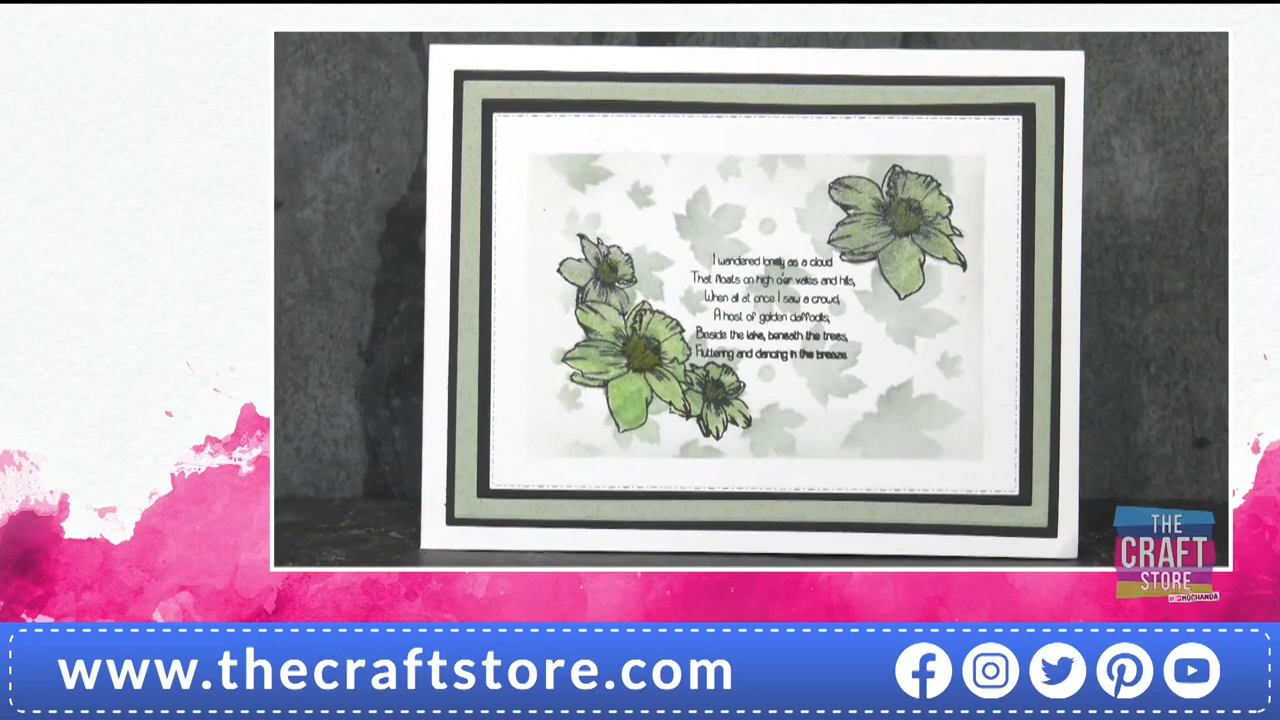 I wandered lonely as a cloud
That floats on high o'er vales and hills,
When all at once I saw a crowd,
A host of golden daffodils;
Beside the lake, beneath the trees,
Fluttering and dancing in the breeze.
THE
CRAFT
STORE
BY HOCHANDA
www.thecraftstore.com